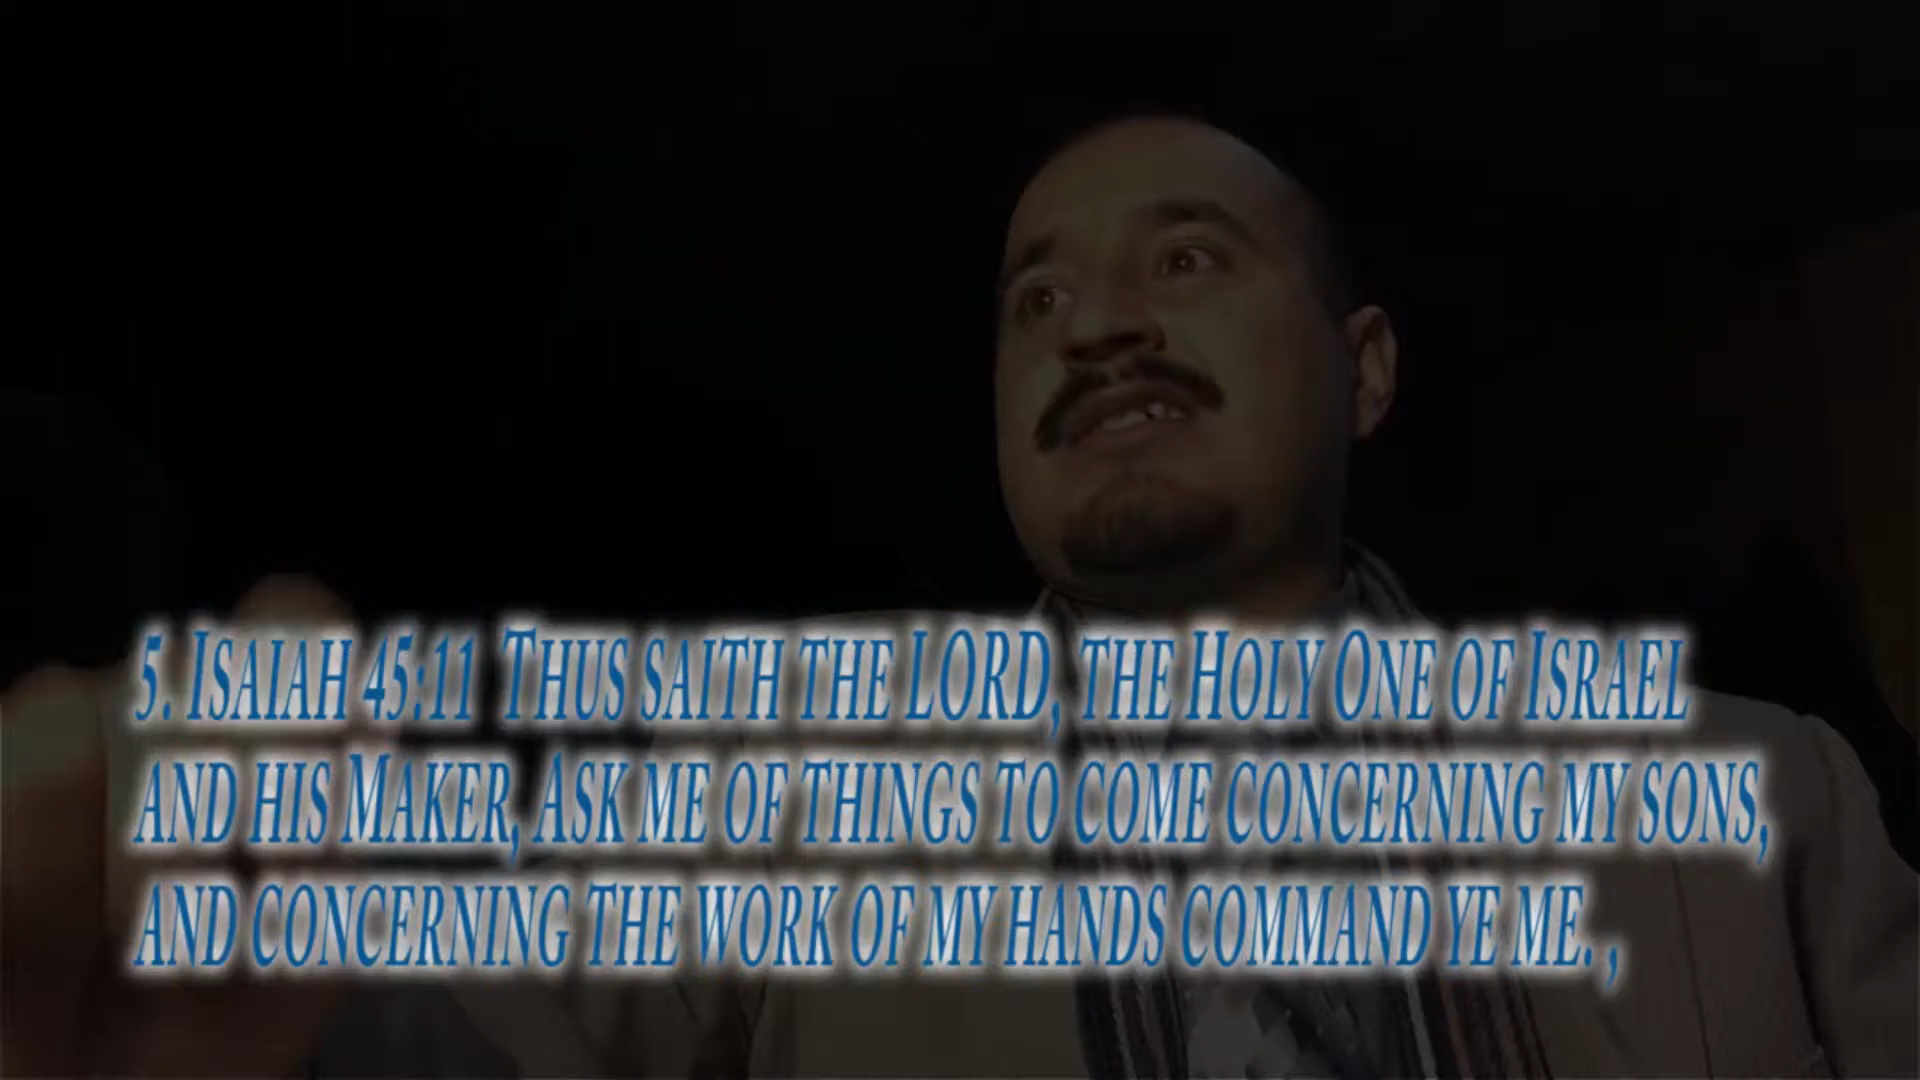 5. Isaiah 45:11 Thus saith the LORD, the Holy One of Israel
and his Maker, Ask me of things to come concerning my sons,
and concerning the work of my hands command ye me. ,